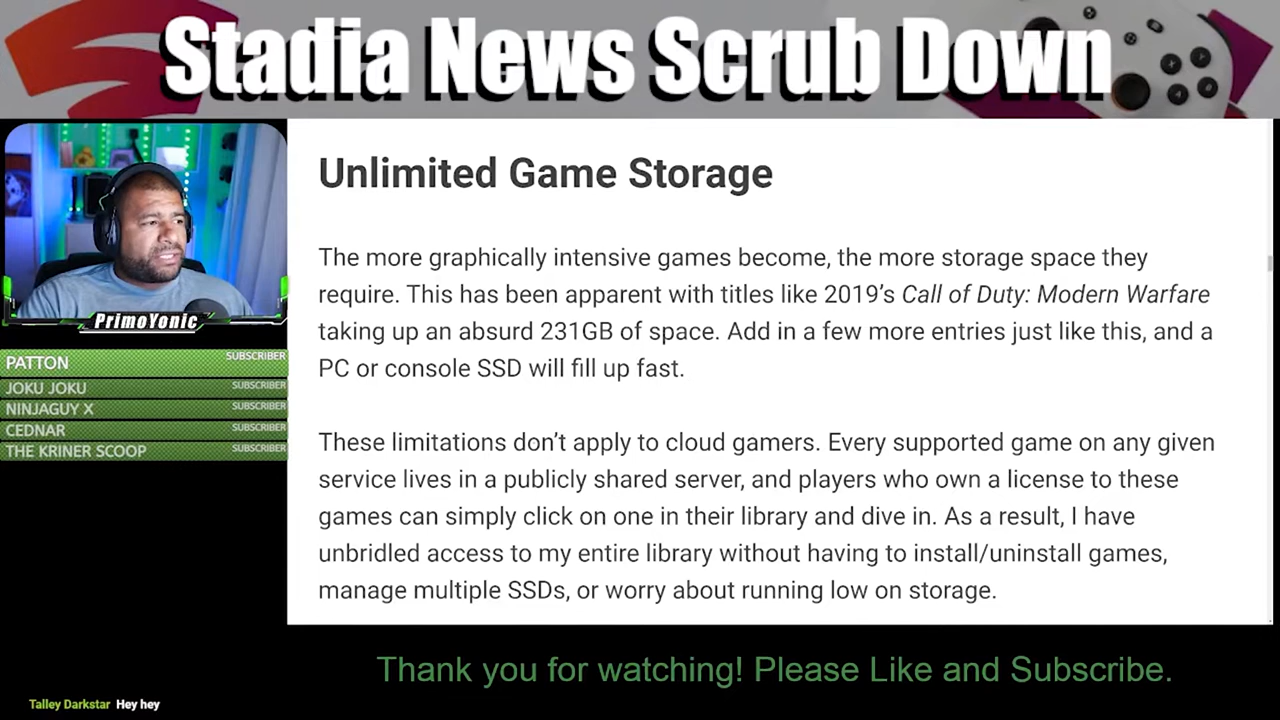 Stadia News Scrub Down
Unlimited Game Storage
The more graphically intensive games become, the more storage space they
require. This has been apparent with titles like 2019’s Call of Duty: Modern Warfare
taking up an absurd 231GB of space. Add in a few more entries just like this, and a
PC or console SSD will fill up fast.
These limitations don’t apply to cloud gamers. Every supported game on any given
service lives in a publicly shared server, and players who own a license to these
games can simply click on one in their library and dive in. As a result, I have
unbridled access to my entire library without having to install/uninstall games,
manage multiple SSDs, or worry about running low on storage.
PrimoYonic
PATTON SUBSCRIBER
JOKU JOKU SUBSCRIBER
NINJAGUY X SUBSCRIBER
CEDNAR SUBSCRIBER
THE KRINER SCOOP SUBSCRIBER
Thank you for watching! Please Like and Subscribe.
Talley Darkstar Hey hey